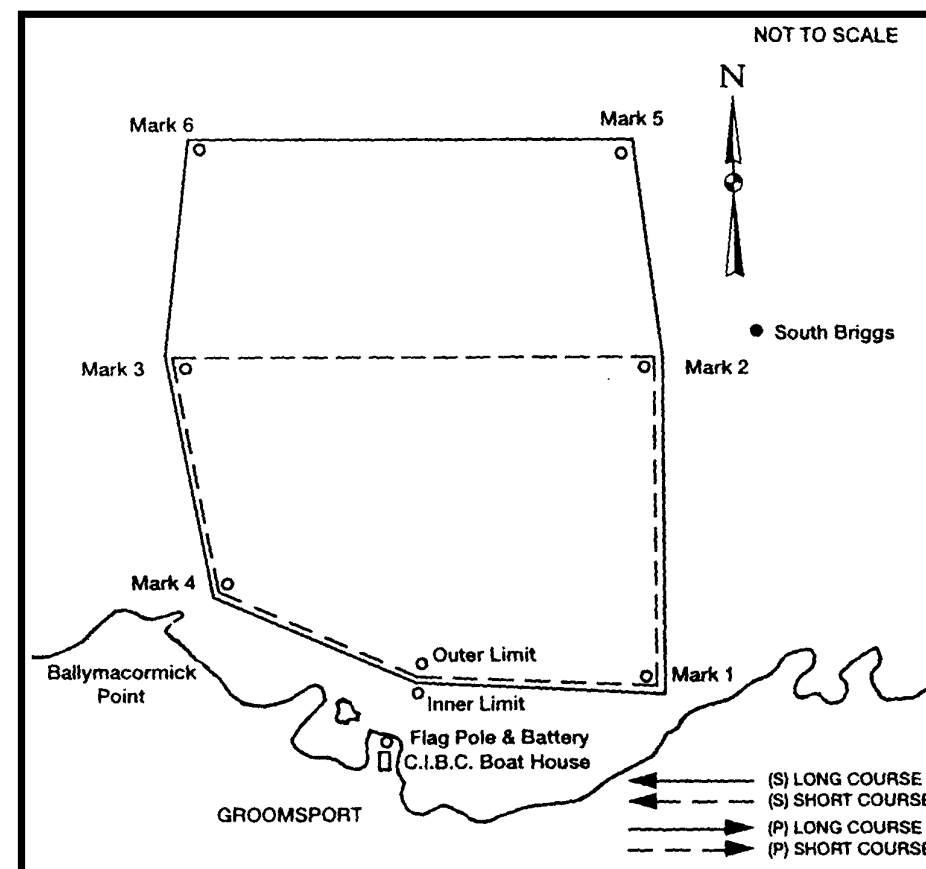 NOT TO SCALE
N
Mark 6
Mark 5
South Briggs
Mark 3
Mark 2
Mark 4
Outer Limit
Mark 1
Ballymacormick
Point
Inner Limit
Flag Pole & Battery
C.I.B.C. Boat House
GROOMSPORT
(S) LONG COURSE
(S) SHORT COURSE
(P) LONG COURSE
(P) SHORT COURSE